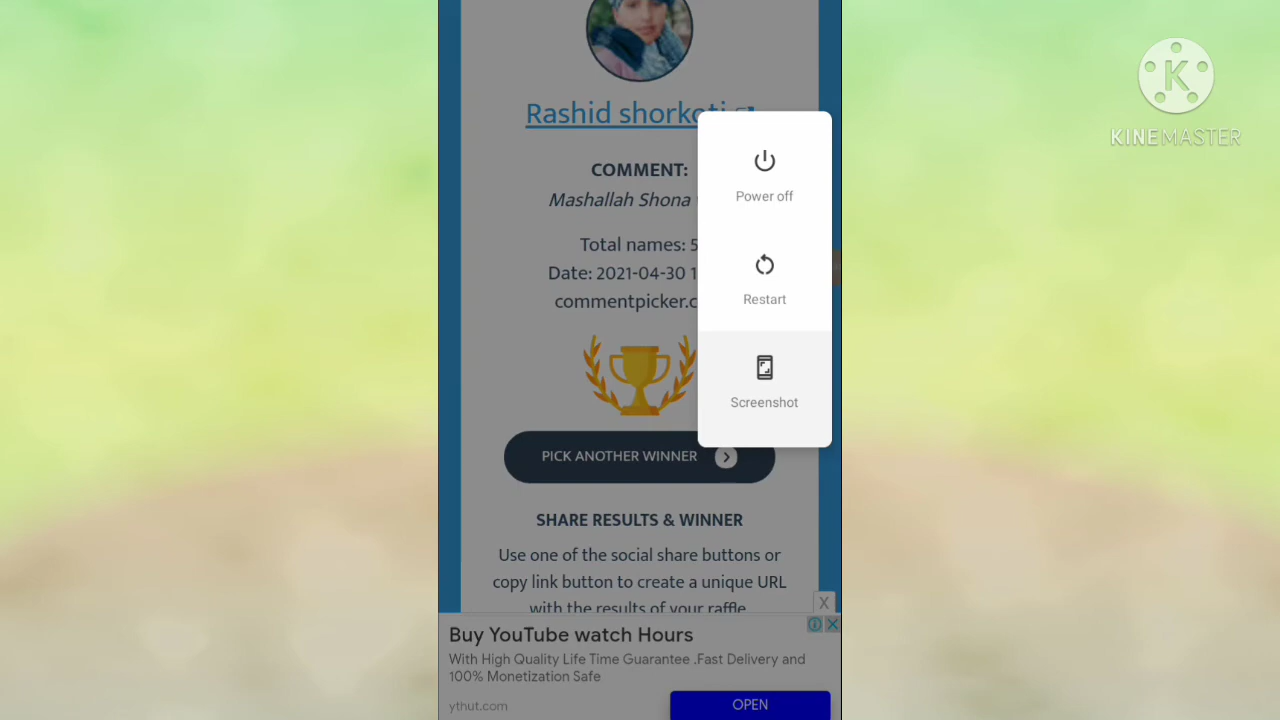 KINEMASTER
Rashid shorkoti
COMMENT:
Mashallah Shona
Total names: 5
Date: 2021-04-30 1
commentpicker.c
Power off
Restart
Screenshot
PICK ANOTHER WINNER
SHARE RESULTS & WINNER
Use one of the social share buttons or
copy link button to create a unique URL
with the results of your raffle
X
Buy YouTube watch Hours
With High Quality Life Time Guarantee .Fast Delivery and
100% Monetization Safe
ythut.com
OPEN